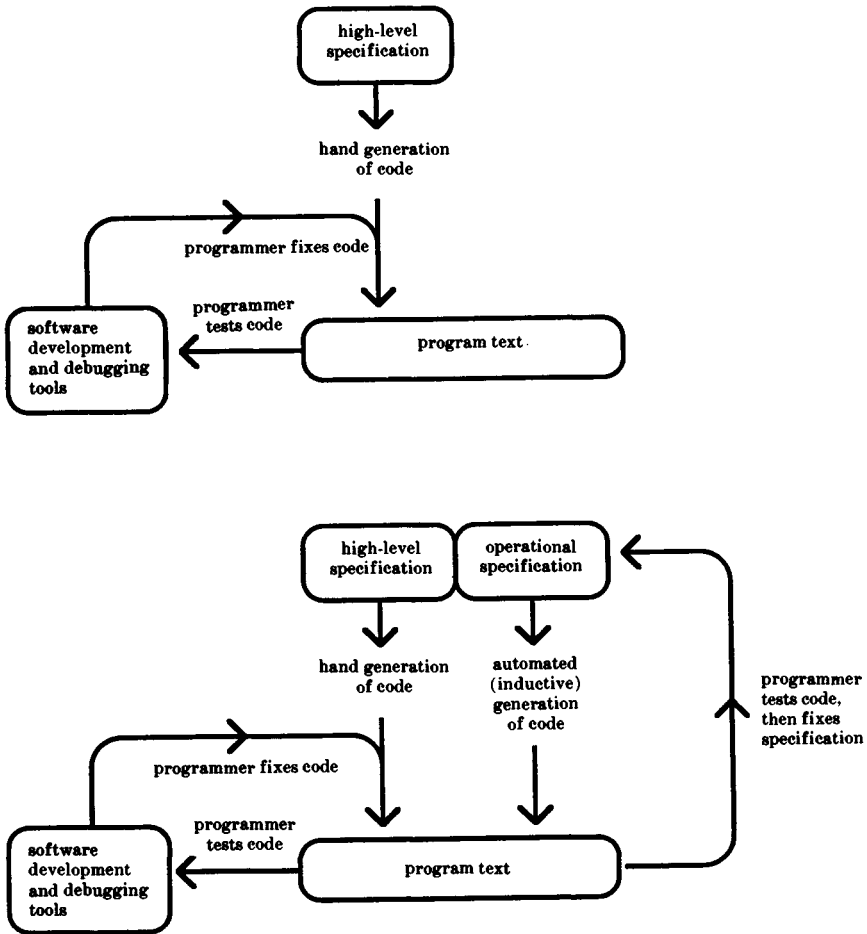 high-level
specification
hand generation
of code
programmer fixes code
programmer
tests code
software
development
and debugging
tools
program text
high-level
specification
operational
specification
hand generation
of code
automated
(inductive)
generation
of code
programmer
tests code,
then fixes
specification
programmer fixes code
programmer
tests code
software
development
and debugging
tools
program text